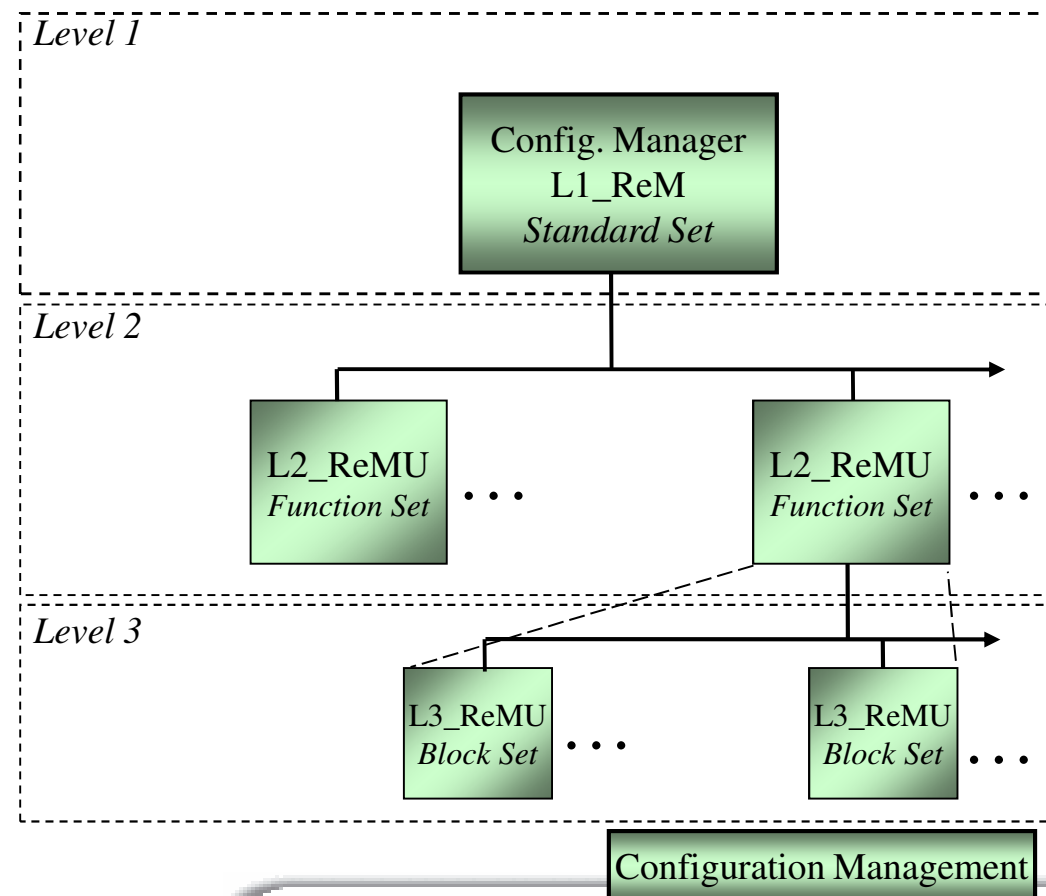 Level 1
Config. Manager
L1_ReM
Standard Set
Level 2
L2_ReMU
Function Set
...
L2_ReMU
Function Set
...
Level 3
L3_ReMU
Block Set
...
L3_ReMU
Block Set
...
Configuration Management